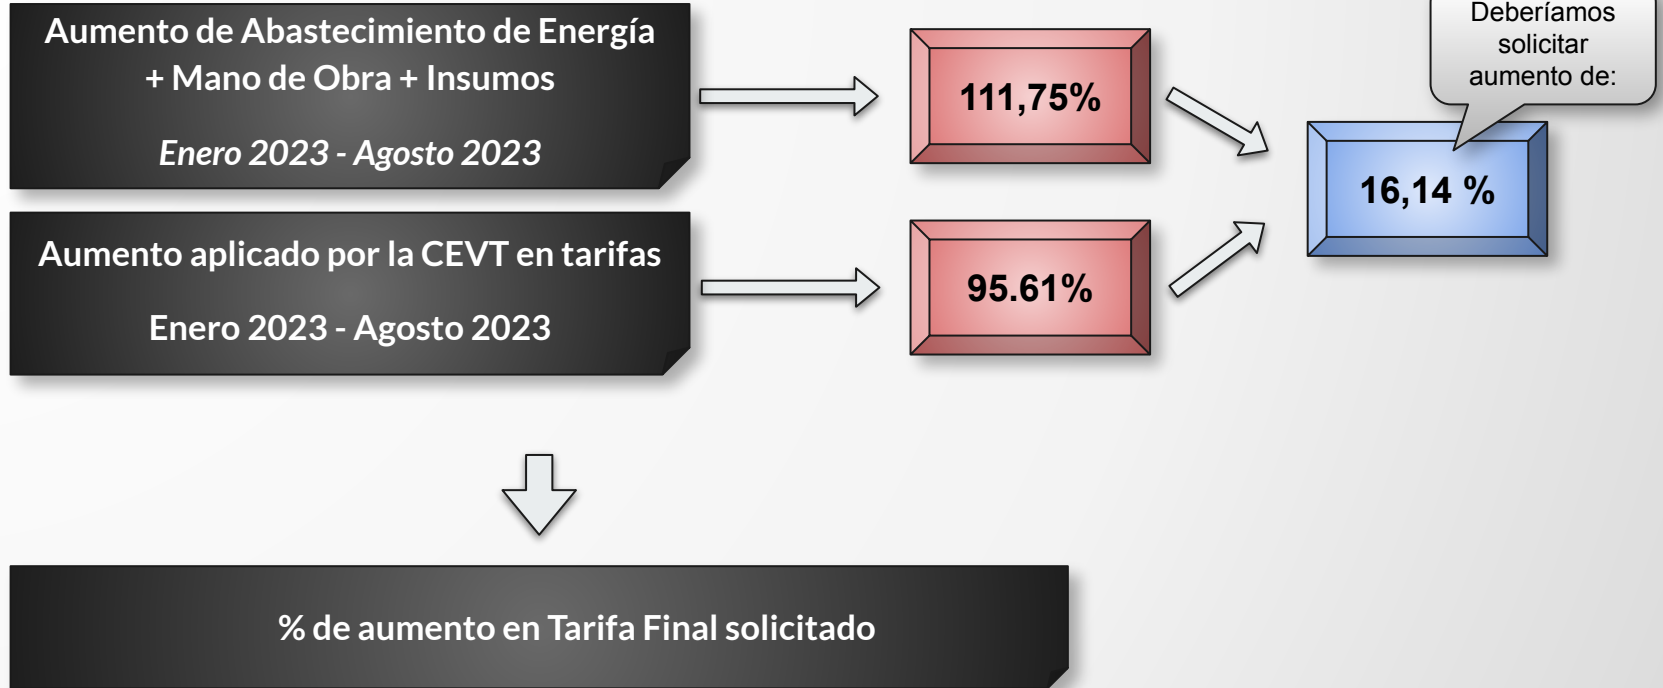 Aumento de Abastecimiento de Energía
+ Mano de Obra + Insumos
Enero 2023 - Agosto 2023
111,75%
Deberíamos
solicitar
aumento de:
16,14 %
Aumento aplicado por la CEVT en tarifas
Enero 2023 - Agosto 2023
95.61%
% de aumento en Tarifa Final solicitado